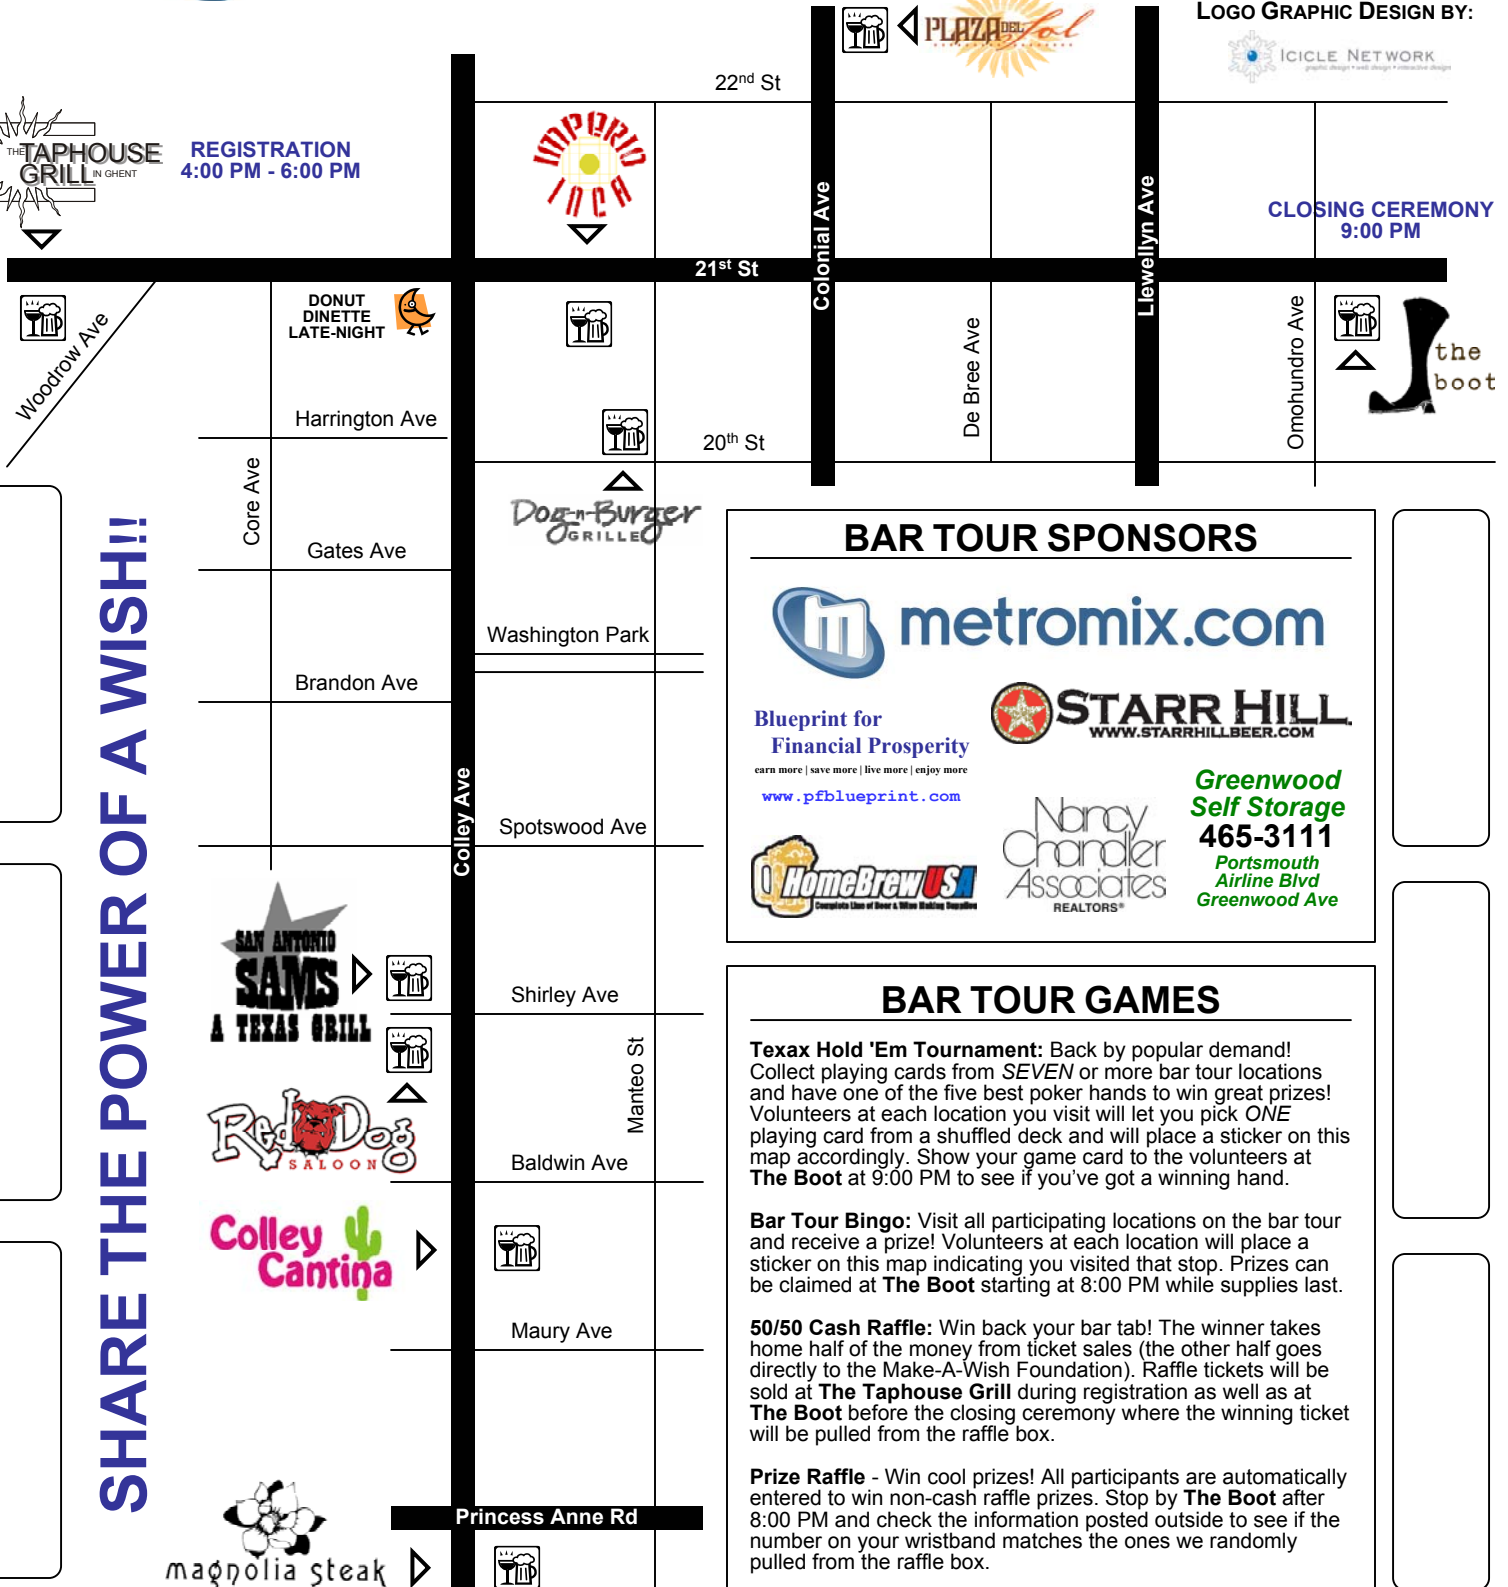 LOGO GRAPHIC DESIGN BY:
ICICLE NETWORK
graphic design • web design • interactive design
PLAZA DEL Sol
22nd St
THE TAPHOUSE
GRILL IN GHENT
REGISTRATION
4:00 PM - 6:00 PM
IMPERIO
INCA
Colonial Ave
Llewellyn Ave
CLOSING CEREMONY
9:00 PM
21st St
Woodrow Ave
DONUT
DINETTE
LATE-NIGHT
De Bree Ave
Omohundro Ave
the
boot
Harrington Ave
20th St
Core Ave
Dog-n-Burger
GRILLE
Gates Ave
Washington Park
Brandon Ave
Colley Ave
Spotswood Ave
SHARE THE POWER OF A WISH!!
SAN ANTONIO
SAMS
A TEXAS GRILL
Shirley Ave
Manteo St
Red Dog
SALOON
Baldwin Ave
Colley
Cantina
Maury Ave
Princess Anne Rd
magnolia steak
BAR TOUR SPONSORS
m metromix.com
STARR HILL
WWW.STARRHILLBEER.COM
Blueprint for
Financial Prosperity
earn more | save more | live more | enjoy more
www.pfblueprint.com
HomeBrew USA
Complete Line of Beer & Wine Making Supplies
Nancy
Chandler
Associates
REALTORS®
Greenwood
Self Storage
465-3111
Portsmouth
Airline Blvd
Greenwood Ave
BAR TOUR GAMES
Texax Hold 'Em Tournament: Back by popular demand!
Collect playing cards from SEVEN or more bar tour locations
and have one of the five best poker hands to win great prizes!
Volunteers at each location you visit will let you pick ONE
playing card from a shuffled deck and will place a sticker on this
map accordingly. Show your game card to the volunteers at
The Boot at 9:00 PM to see if you've got a winning hand.
Bar Tour Bingo: Visit all participating locations on the bar tour
and receive a prize! Volunteers at each location will place a
sticker on this map indicating you visited that stop. Prizes can
be claimed at The Boot starting at 8:00 PM while supplies last.
50/50 Cash Raffle: Win back your bar tab! The winner takes
home half of the money from ticket sales (the other half goes
directly to the Make-A-Wish Foundation). Raffle tickets will be
sold at The Taphouse Grill during registration as well as at
The Boot before the closing ceremony where the winning ticket
will be pulled from the raffle box.
Prize Raffle - Win cool prizes! All participants are automatically
entered to win non-cash raffle prizes. Stop by The Boot after
8:00 PM and check the information posted outside to see if the
number on your wristband matches the ones we randomly
pulled from the raffle box.